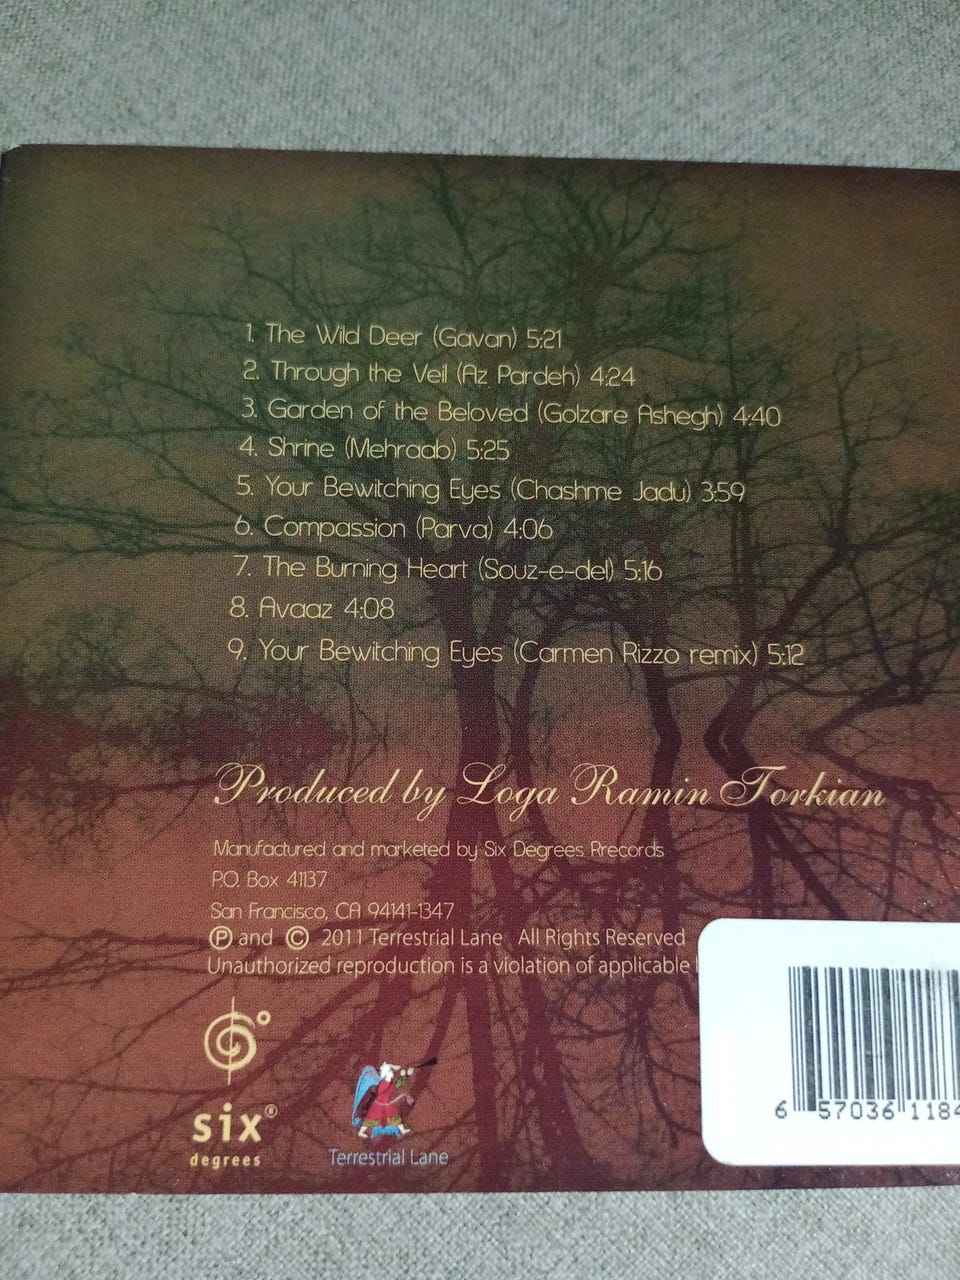 1. The Wild Deer (Gavan) 5:21
2. Through the Veil (Az Pardeh) 4:24
3. Garden of the Beloved (Golzare Ashegh) 4:40
4. Shrine (Mehraab) 5:25
5. Your Bewitching Eyes (Chashme Jadu) 3:59
6. Compassion (Parva) 4:06
7. The Burning Heart (Souz-e-del) 5:16
8. Avaaz 4:08
9. Your Bewitching Eyes (Carmen Rizzo remix) 5:12
Produced by Loga Ramin Torkian
Manufactured and marketed by Six Degrees Rrecords
P.O. Box 41137
San Francisco, CA 94141-1347
℗ and © 2011 Terrestrial Lane All Rights Reserved
Unauthorized reproduction is a violation of applicable
six®
degrees
Terrestrial Lane
6 57036 1184